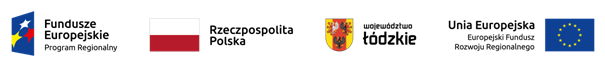 Fundusze
Europejskie
Program Regionalny
Rzeczpospolita
Polska
województwo
łódzkie
Unia Europejska
Europejski Fundusz
Rozwoju Regionalnego